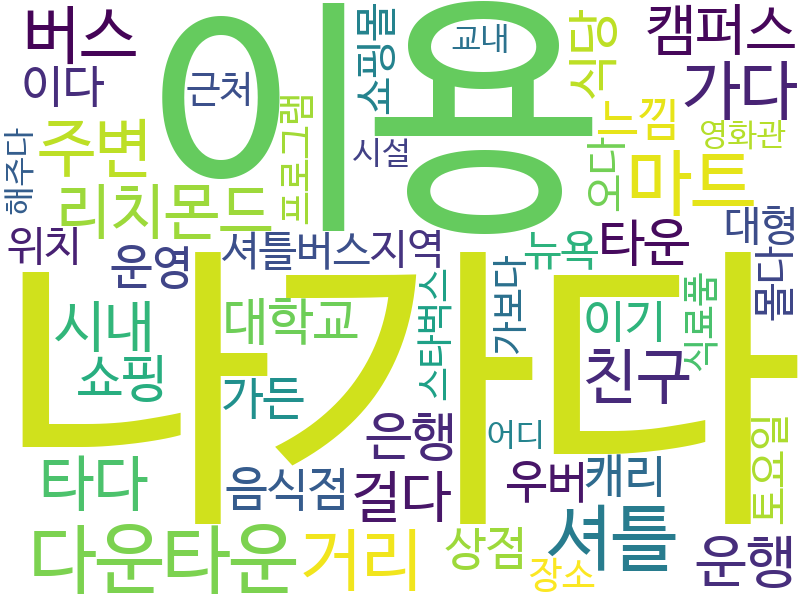 버스
이용
쇼핑몰
교내
식당
캠퍼스
이다
근처
가다
해주다
주변
프로그램
시설
느낌
영화관
리치몬드
오다
마트
위치
운영
셔틀버스
지역
뉴욕
타운
대형
나가다
시내
대학교
스타벅스
가보다
이기
식료품
몰다
쇼핑
가든
친구
은행
어디
토요일
타다
음식점
걸다
우버
캐리
다운타운
거리
상점
장소
셔틀
운행